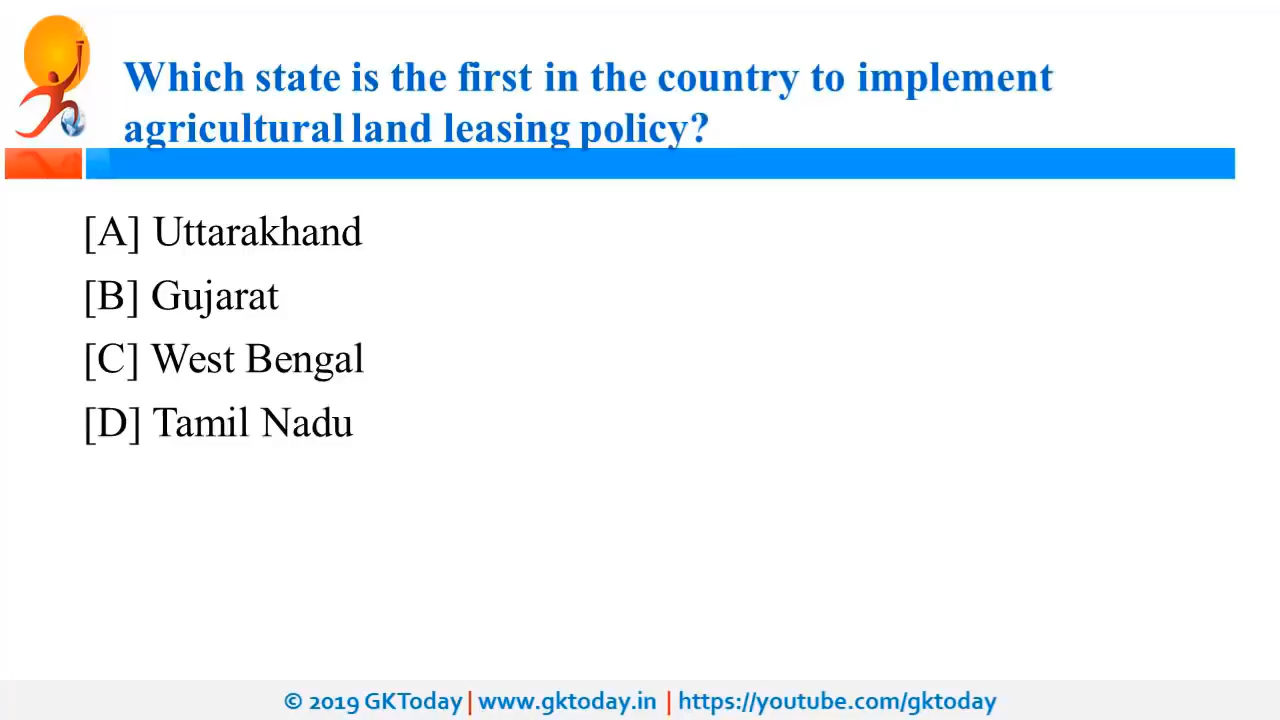 Which state is the first in the country to implement
agricultural land leasing policy?
[A] Uttarakhand
[B] Gujarat
[C] West Bengal
[D] Tamil Nadu
© 2019 GKToday | www.gktoday.in | https://youtube.com/gktoday